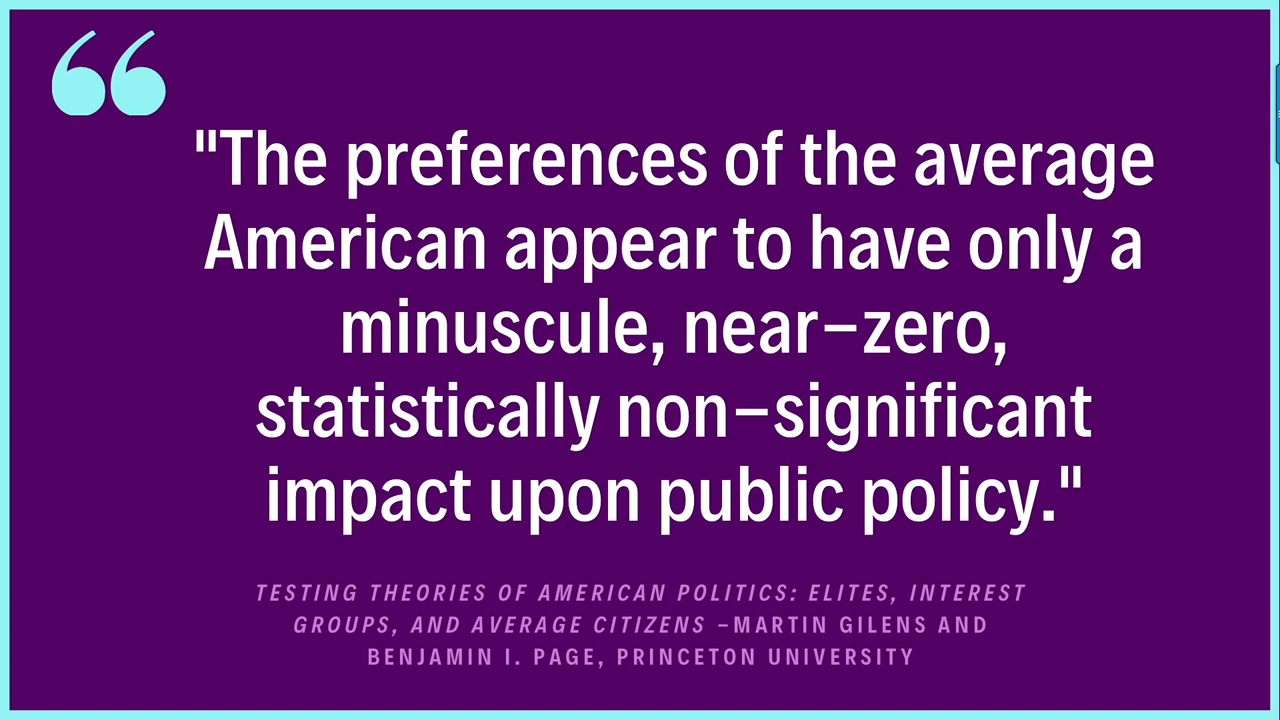 "The preferences of the average
American appear to have only a
minuscule, near–zero,
statistically non–significant
impact upon public policy."
TESTING THEORIES OF AMERICAN POLITICS: ELITES, INTEREST
GROUPS, AND AVERAGE CITIZENS –MARTIN GILENS AND
BENJAMIN I. PAGE, PRINCETON UNIVERSITY